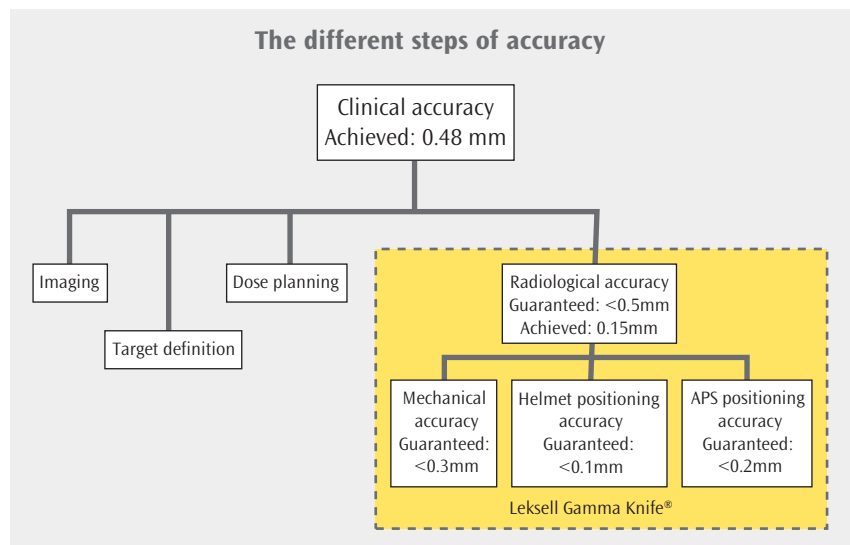 The different steps of accuracy
Clinical accuracy
Achieved: 0.48 mm
Imaging
Target definition
Dose planning
Radiological accuracy
Guaranteed: <0.5mm
Achieved: 0.15mm
Mechanical
accuracy
Guaranteed:
<0.3mm
Helmet positioning
accuracy
Guaranteed:
<0.1mm
APS positioning
accuracy
Guaranteed:
<0.2mm
Leksell Gamma Knife®